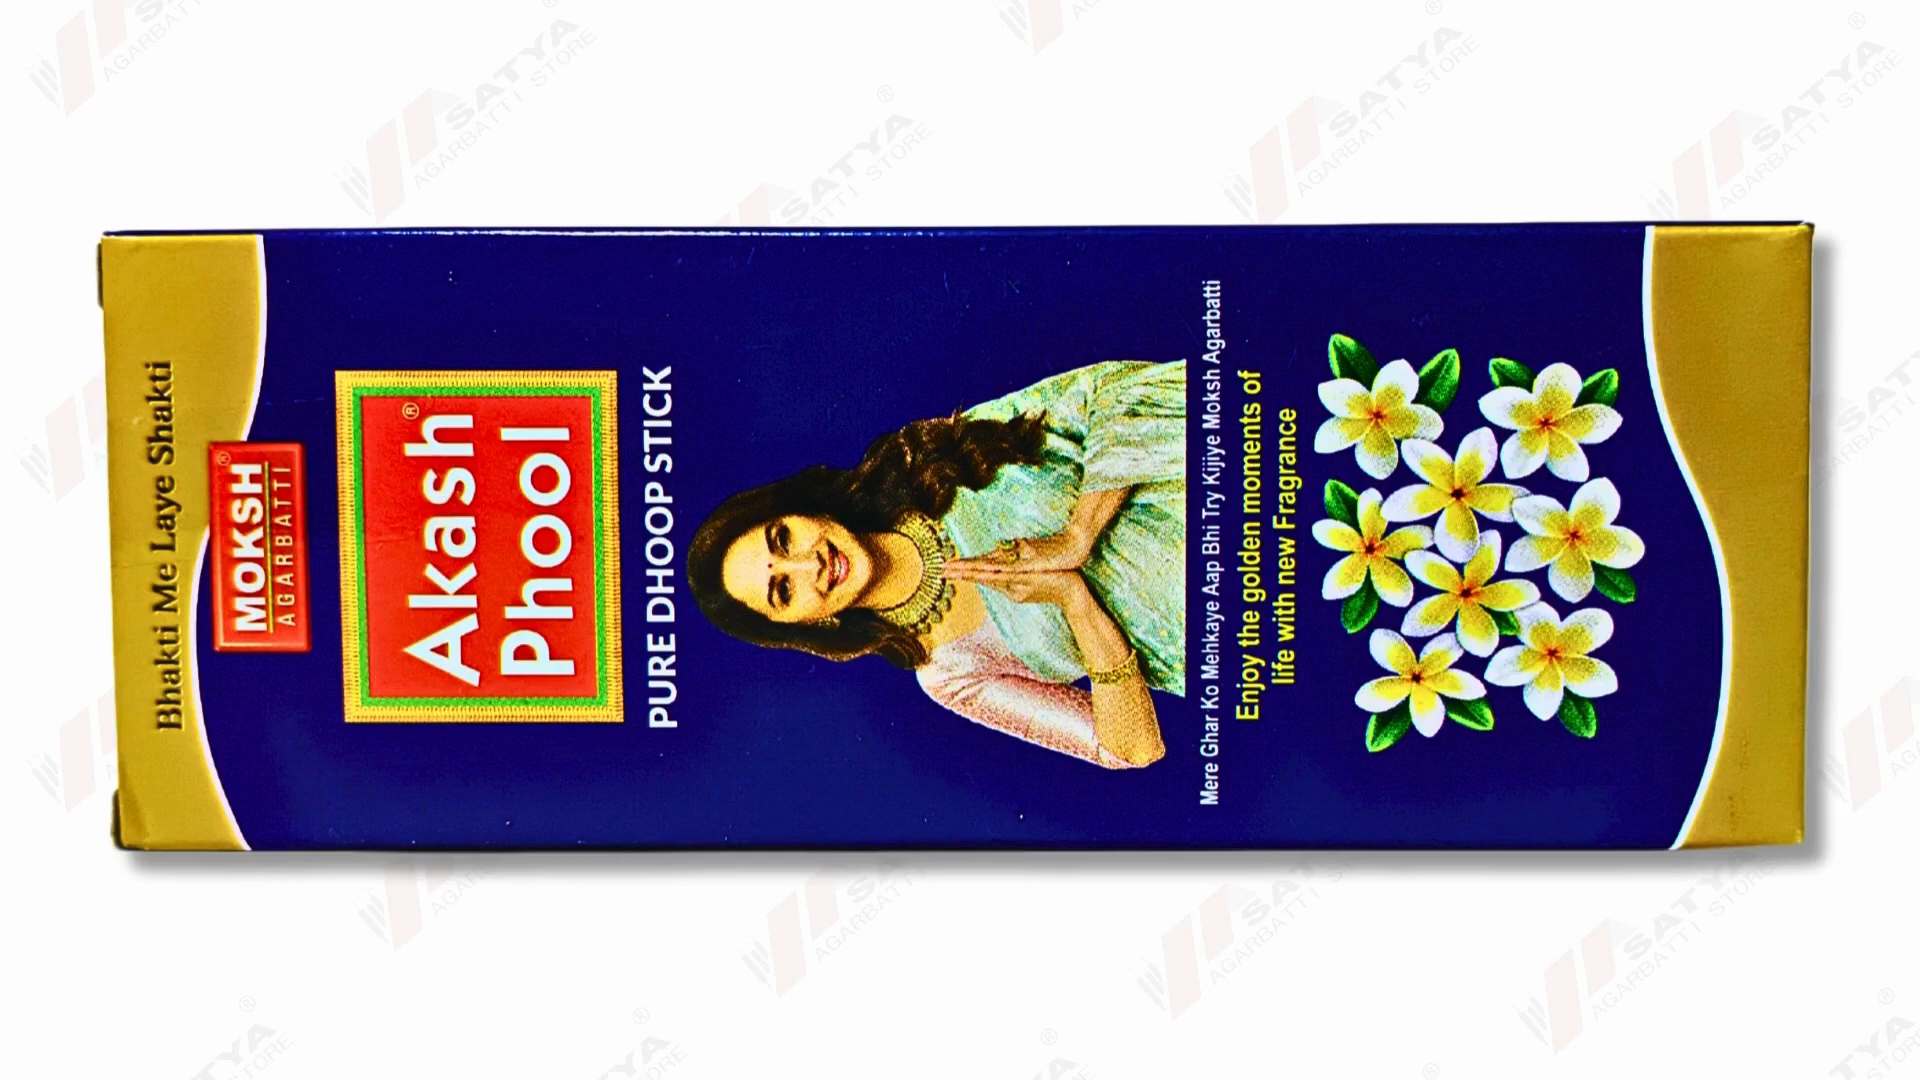 Bhakti Me Laye Shakti
MOKSH®
AGARBATTI
Akash®
Phool
PURE DHOOP STICK
Mere Ghar Ko Mehkaye Aap Bhi Try Kijiye Moksh Agarbatti
Enjoy the golden moments of
life with new Fragrance
SATYA®
AGARBATTI STORE